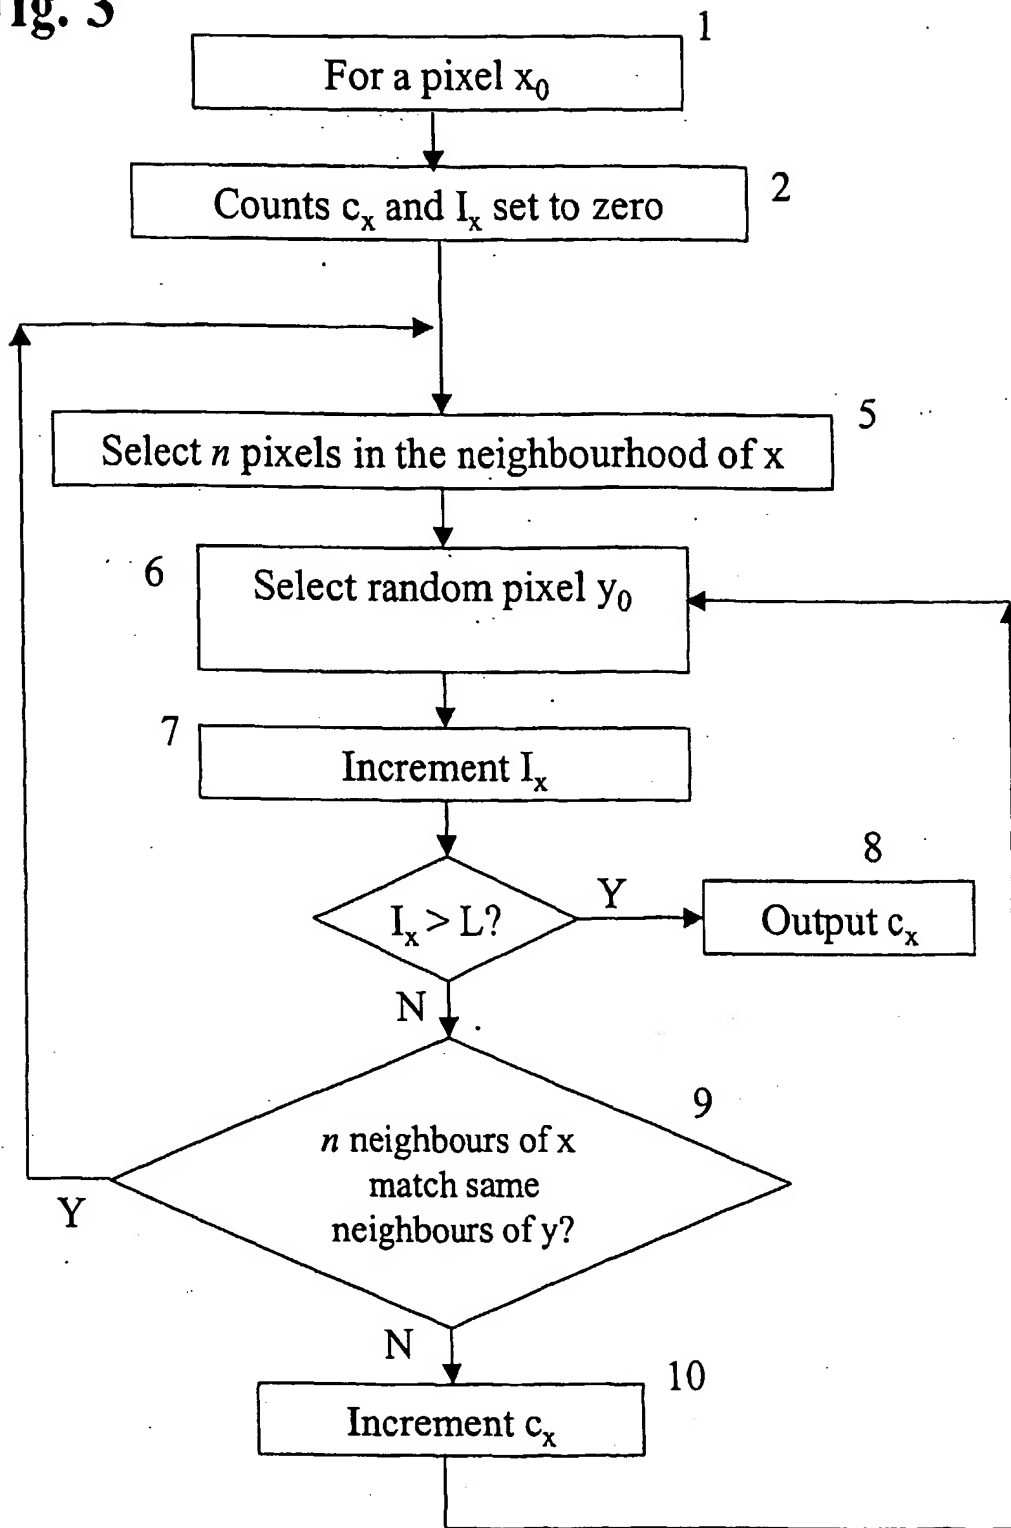 Fig. 3
1
For a pixel x₀
Counts cₓ and Iₓ set to zero
2
5
Select n pixels in the neighbourhood of x
6
Select random pixel y₀
7
Increment Iₓ
8
Iₓ > L?
Y
Output cₓ
N
9
n neighbours of x
match same
neighbours of y?
Y
N
10
Increment cₓ